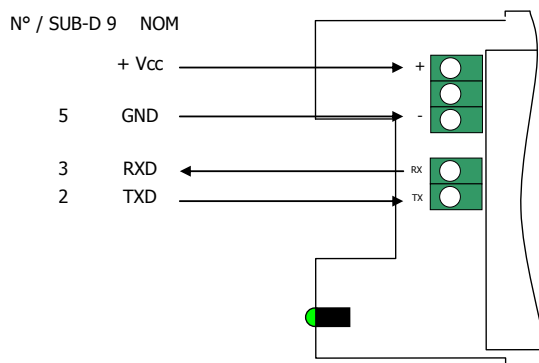 N° / SUB-D 9 NOM
+ Vcc +
5 GND -
3 RXD RX
2 TXD TX